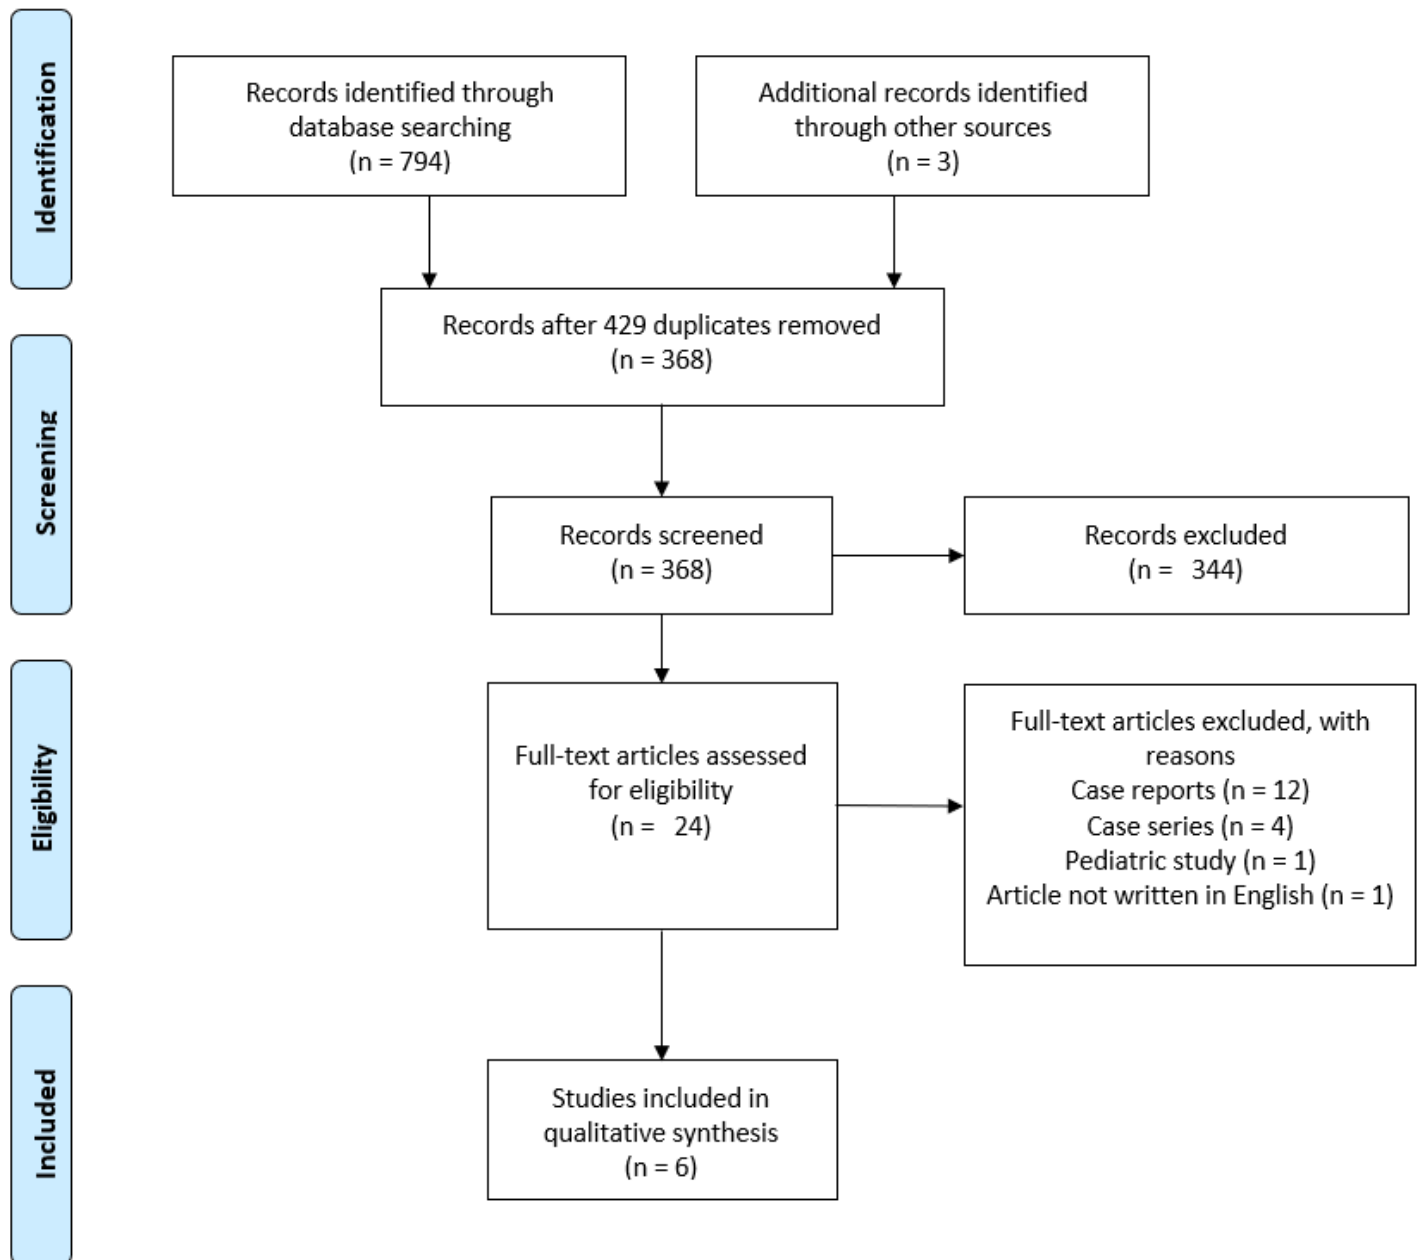 Identification
Records identified through
database searching
(n = 794)
Additional records identified
through other sources
(n = 3)
Records after 429 duplicates removed
(n = 368)
Screening
Records screened
(n = 368)
Records excluded
(n =   344)
Eligibility
Full-text articles assessed
for eligibility
(n =   24)
Full-text articles excluded, with
reasons
Case reports (n = 12)
Case series (n = 4)
Pediatric study (n = 1)
Article not written in English (n = 1)
Included
Studies included in
qualitative synthesis
(n = 6)